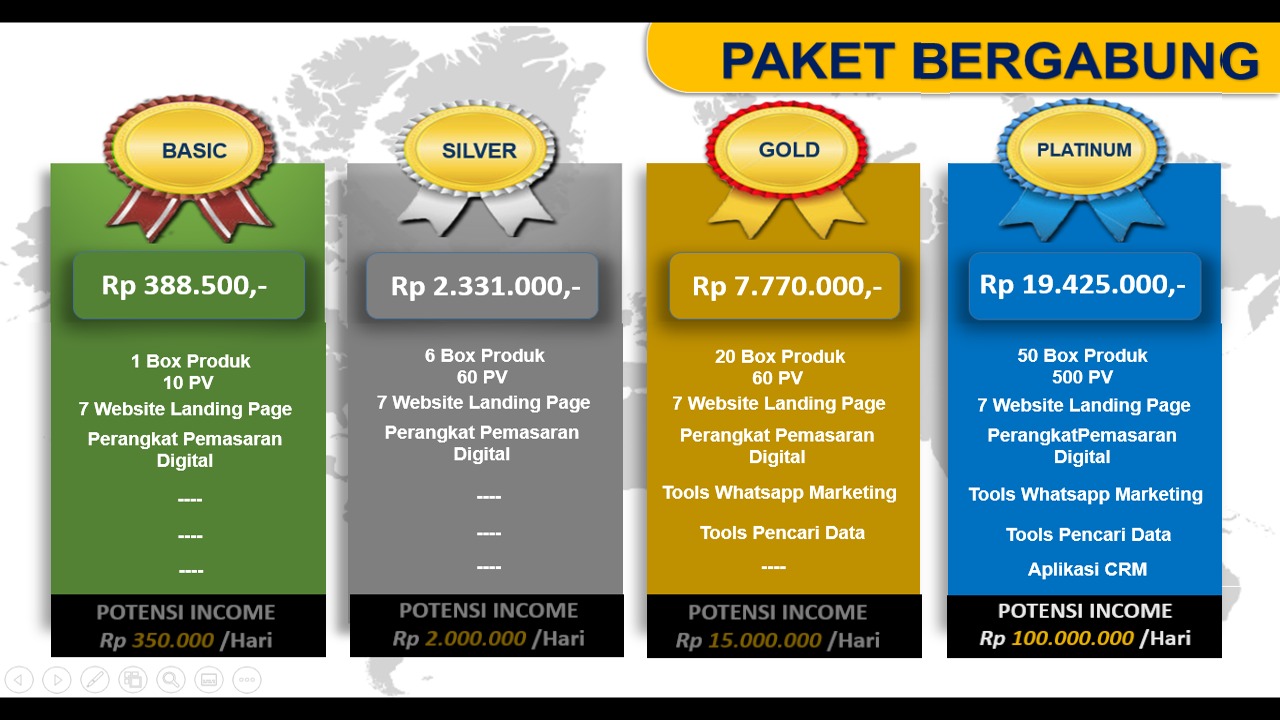 PAKET BERGABUNG
BASIC
Rp 388.500,-
1 Box Produk
10 PV
7 Website Landing Page
Perangkat Pemasaran
Digital
----
----
----
POTENSI INCOME
Rp 350.000 /Hari
SILVER
Rp 2.331.000,-
6 Box Produk
60 PV
7 Website Landing Page
Perangkat Pemasaran
Digital
----
----
----
POTENSI INCOME
Rp 2.000.000 /Hari
GOLD
Rp 7.770.000,-
20 Box Produk
60 PV
7 Website Landing Page
Perangkat Pemasaran
Digital
Tools Whatsapp Marketing
Tools Pencari Data
----
POTENSI INCOME
Rp 15.000.000 /Hari
PLATINUM
Rp 19.425.000,-
50 Box Produk
500 PV
7 Website Landing Page
PerangkatPemasaran
Digital
Tools Whatsapp Marketing
Tools Pencari Data
Aplikasi CRM
POTENSI INCOME
Rp 100.000.000 /Hari